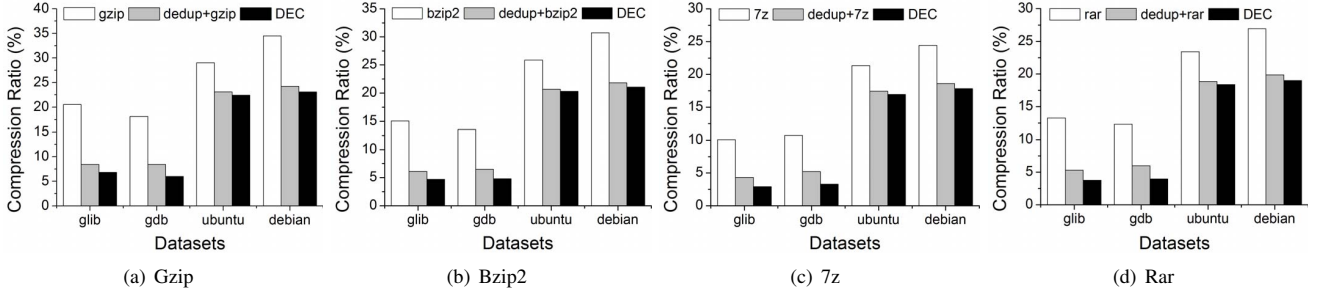 gzip dedup+gzip DEC
Compression Ratio (%)
40
35
30
25
20
15
10
5
0
glib gdb ubuntu debian
Datasets
(a) Gzip
bzip2 dedup+bzip2 DEC
Compression Ratio (%)
35
30
25
20
15
10
5
0
glib gdb ubuntu debian
Datasets
(b) Bzip2
7z dedup+7z DEC
Compression Ratio (%)
30
25
20
15
10
5
0
glib gdb ubuntu debian
Datasets
(c) 7z
rar dedup+rar DEC
Compression Ratio (%)
30
25
20
15
10
5
0
glib gdb ubuntu debian
Datasets
(d) Rar